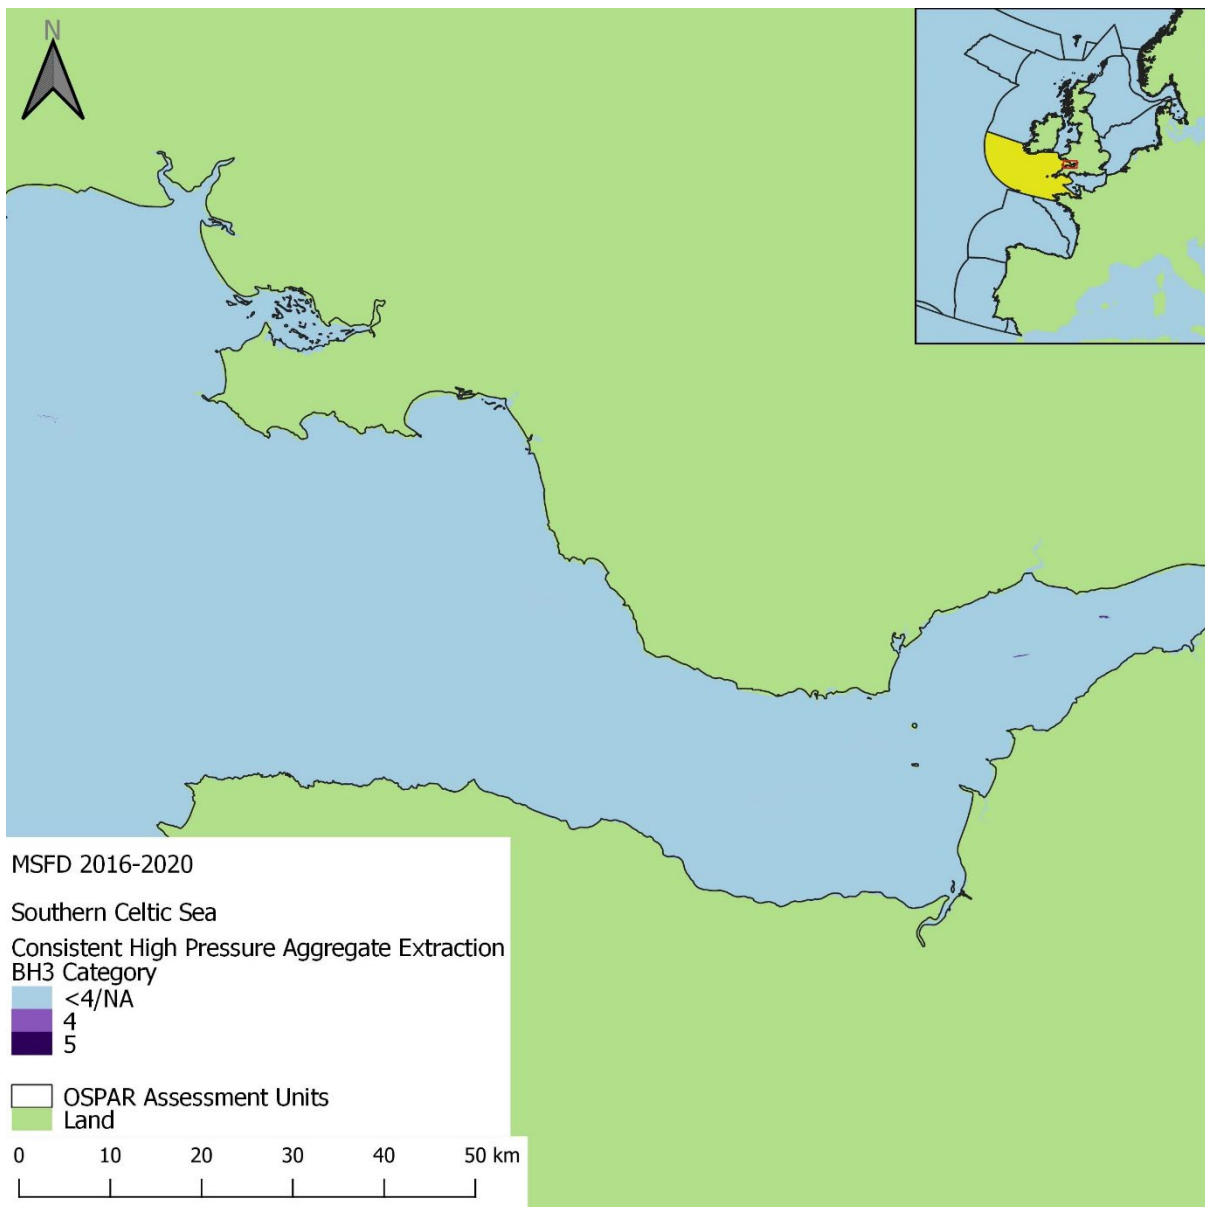 N
MSFD 2016-2020
Southern Celtic Sea
Consistent High Pressure Aggregate Extraction
BH3 Category
<4/NA
4
5
OSPAR Assessment Units
Land
0 10 20 30 40 50 km